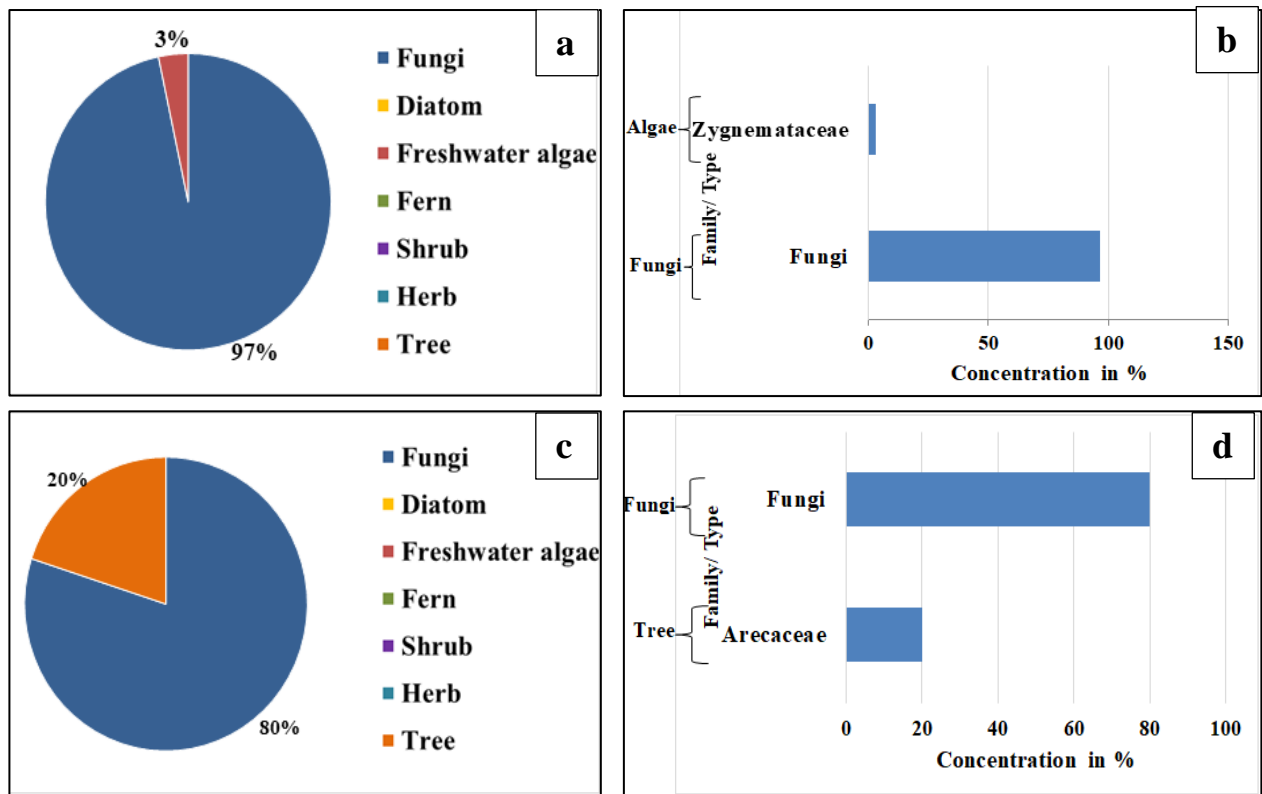 a
3%
97%
Fungi
Diatom
Freshwater algae
Fern
Shrub
Herb
Tree
b
Algae
Zygnemataceae
Family/ Type
Fungi
Fungi
0 50 100 150
Concentration in %
c
20%
80%
Fungi
Diatom
Freshwater algae
Fern
Shrub
Herb
Tree
d
Fungi
Fungi
Family/ Type
Tree
Arecaceae
0 20 40 60 80 100
Concentration in %